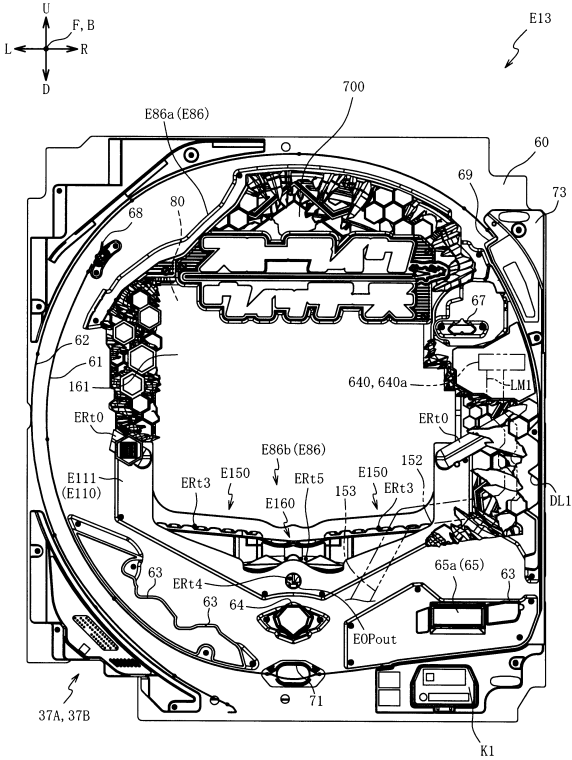 U
F, B
L
R
D
E13
700
E86a (E86)
60
69
73
80
68
67
62
61
161
640, 640a
LM1
ERt0
ERt0
E86b (E86)
152
E111
(E110)
ERt3
E150
ERt5
E150
ERt3
E160
153
DL1
65a (65)
63
63
ERt4
63
64
EOPout
71
37A, 37B
K1